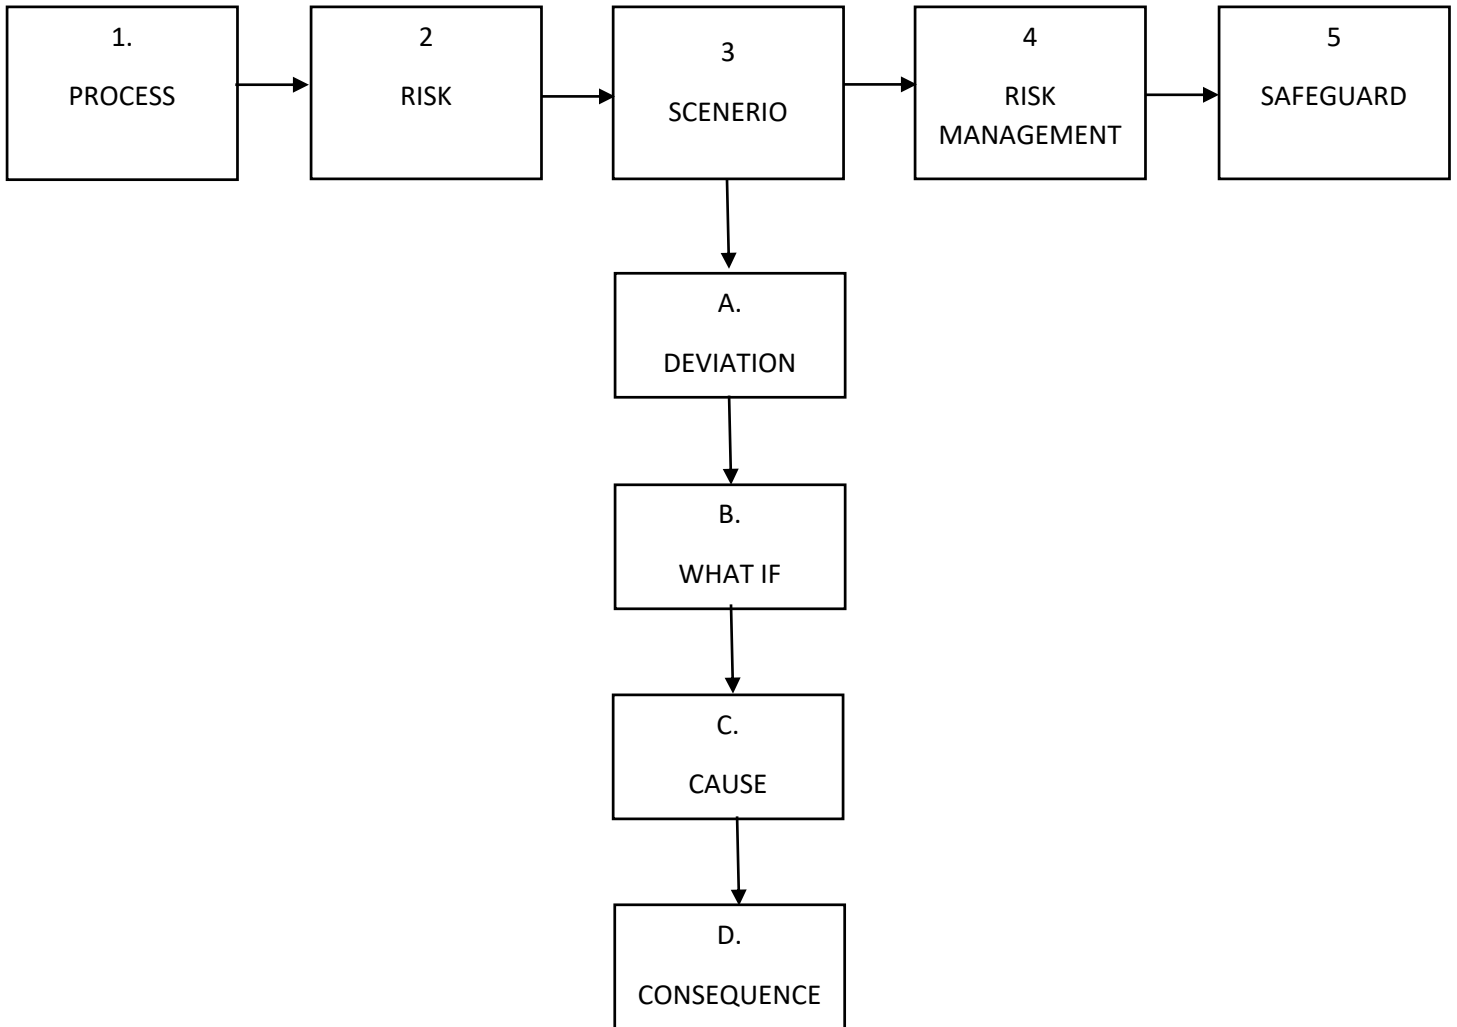 1.
PROCESS
2
RISK
3
SCENERIO
4
RISK
MANAGEMENT
5
SAFEGUARD
A.
DEVIATION
B.
WHAT IF
C.
CAUSE
D.
CONSEQUENCE